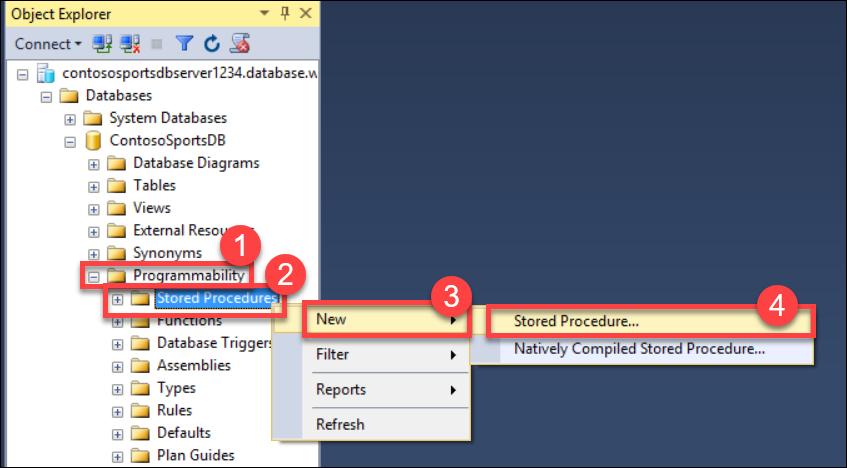 Object Explorer
Connect
contososportsdbserver1234.database.w
Databases
System Databases
ContosoSportsDB
Database Diagrams
Tables
Views
External
Synonyms
1
Programmability
2
Stored Procedures
3
4
New
Stored Procedure...
Functions
Natively Compiled Stored Procedure...
Database Triggers
Filter
Assemblies
Types
Reports
Rules
Refresh
Defaults
Plan Guides